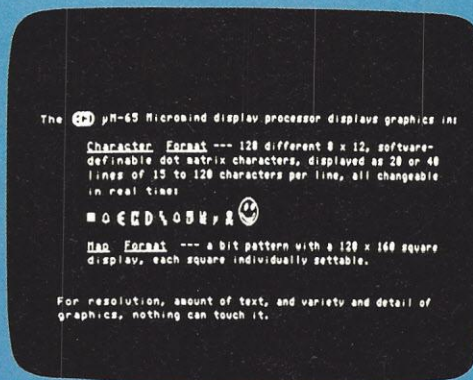 The µM-65 Micromind display processor displays graphics in:
Character Format --- 128 different 8 x 12, software-
definable dot matrix characters, displayed as 20 or 40
lines of 15 to 120 characters per line, all changeable
in real time:
Map Format --- a bit pattern with a 120 x 160 square
display, each square individually settable.
For resolution, amount of text, and variety and detail of
graphics, nothing can touch it.